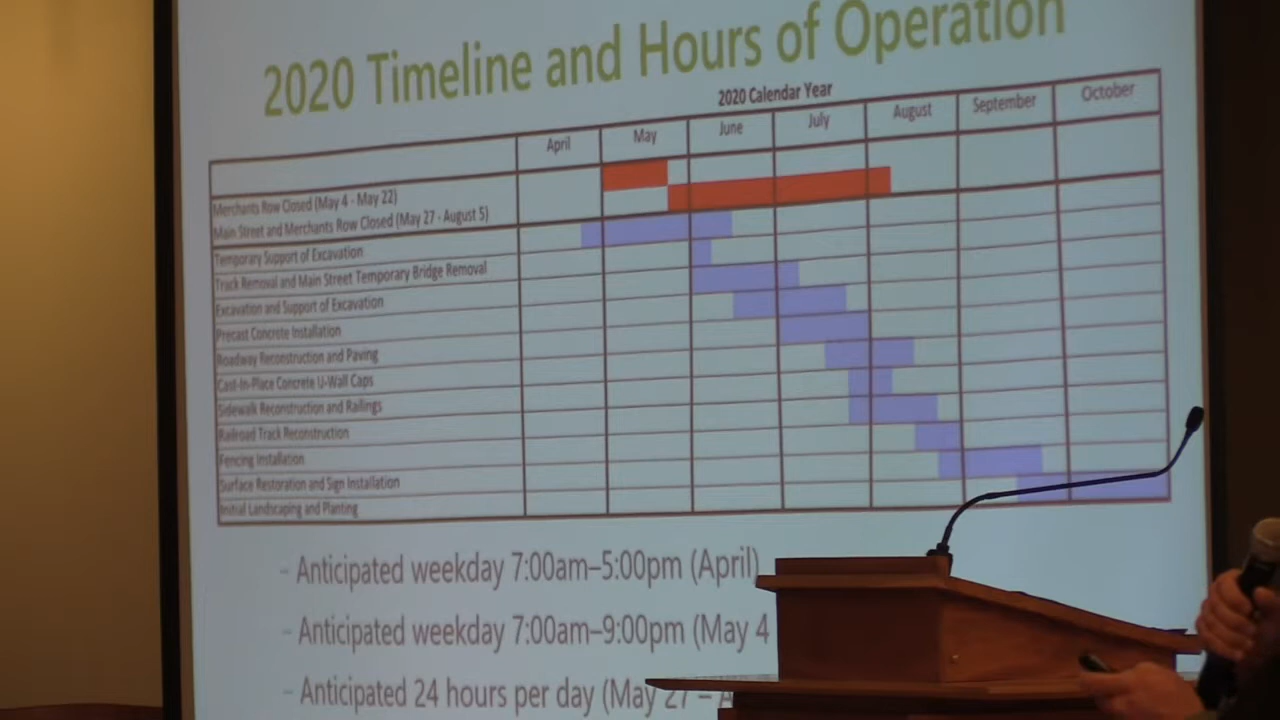 2020 Timeline and Hours of Operation
2020 Calendar Year
April May June July August September October
Merchants Row Closed (May 4 - May 22)
Main Street and Merchants Row Closed (May 27 - August 5)
Temporary Support of Excavation
Track Removal and Main Street Temporary Bridge Removal
Excavation and Support of Excavation
Precast Concrete Installation
Roadway Reconstruction and Paving
Cast-In-Place Concrete U-Wall Caps
Sidewalk Reconstruction and Railings
Railroad Track Reconstruction
Fencing Installation
Surface Restoration and Sign Installation
Initial Landscaping and Planting
- Anticipated weekday 7:00am–5:00pm (April)
- Anticipated weekday 7:00am–9:00pm (May 4
- Anticipated 24 hours per day (May 27 – A